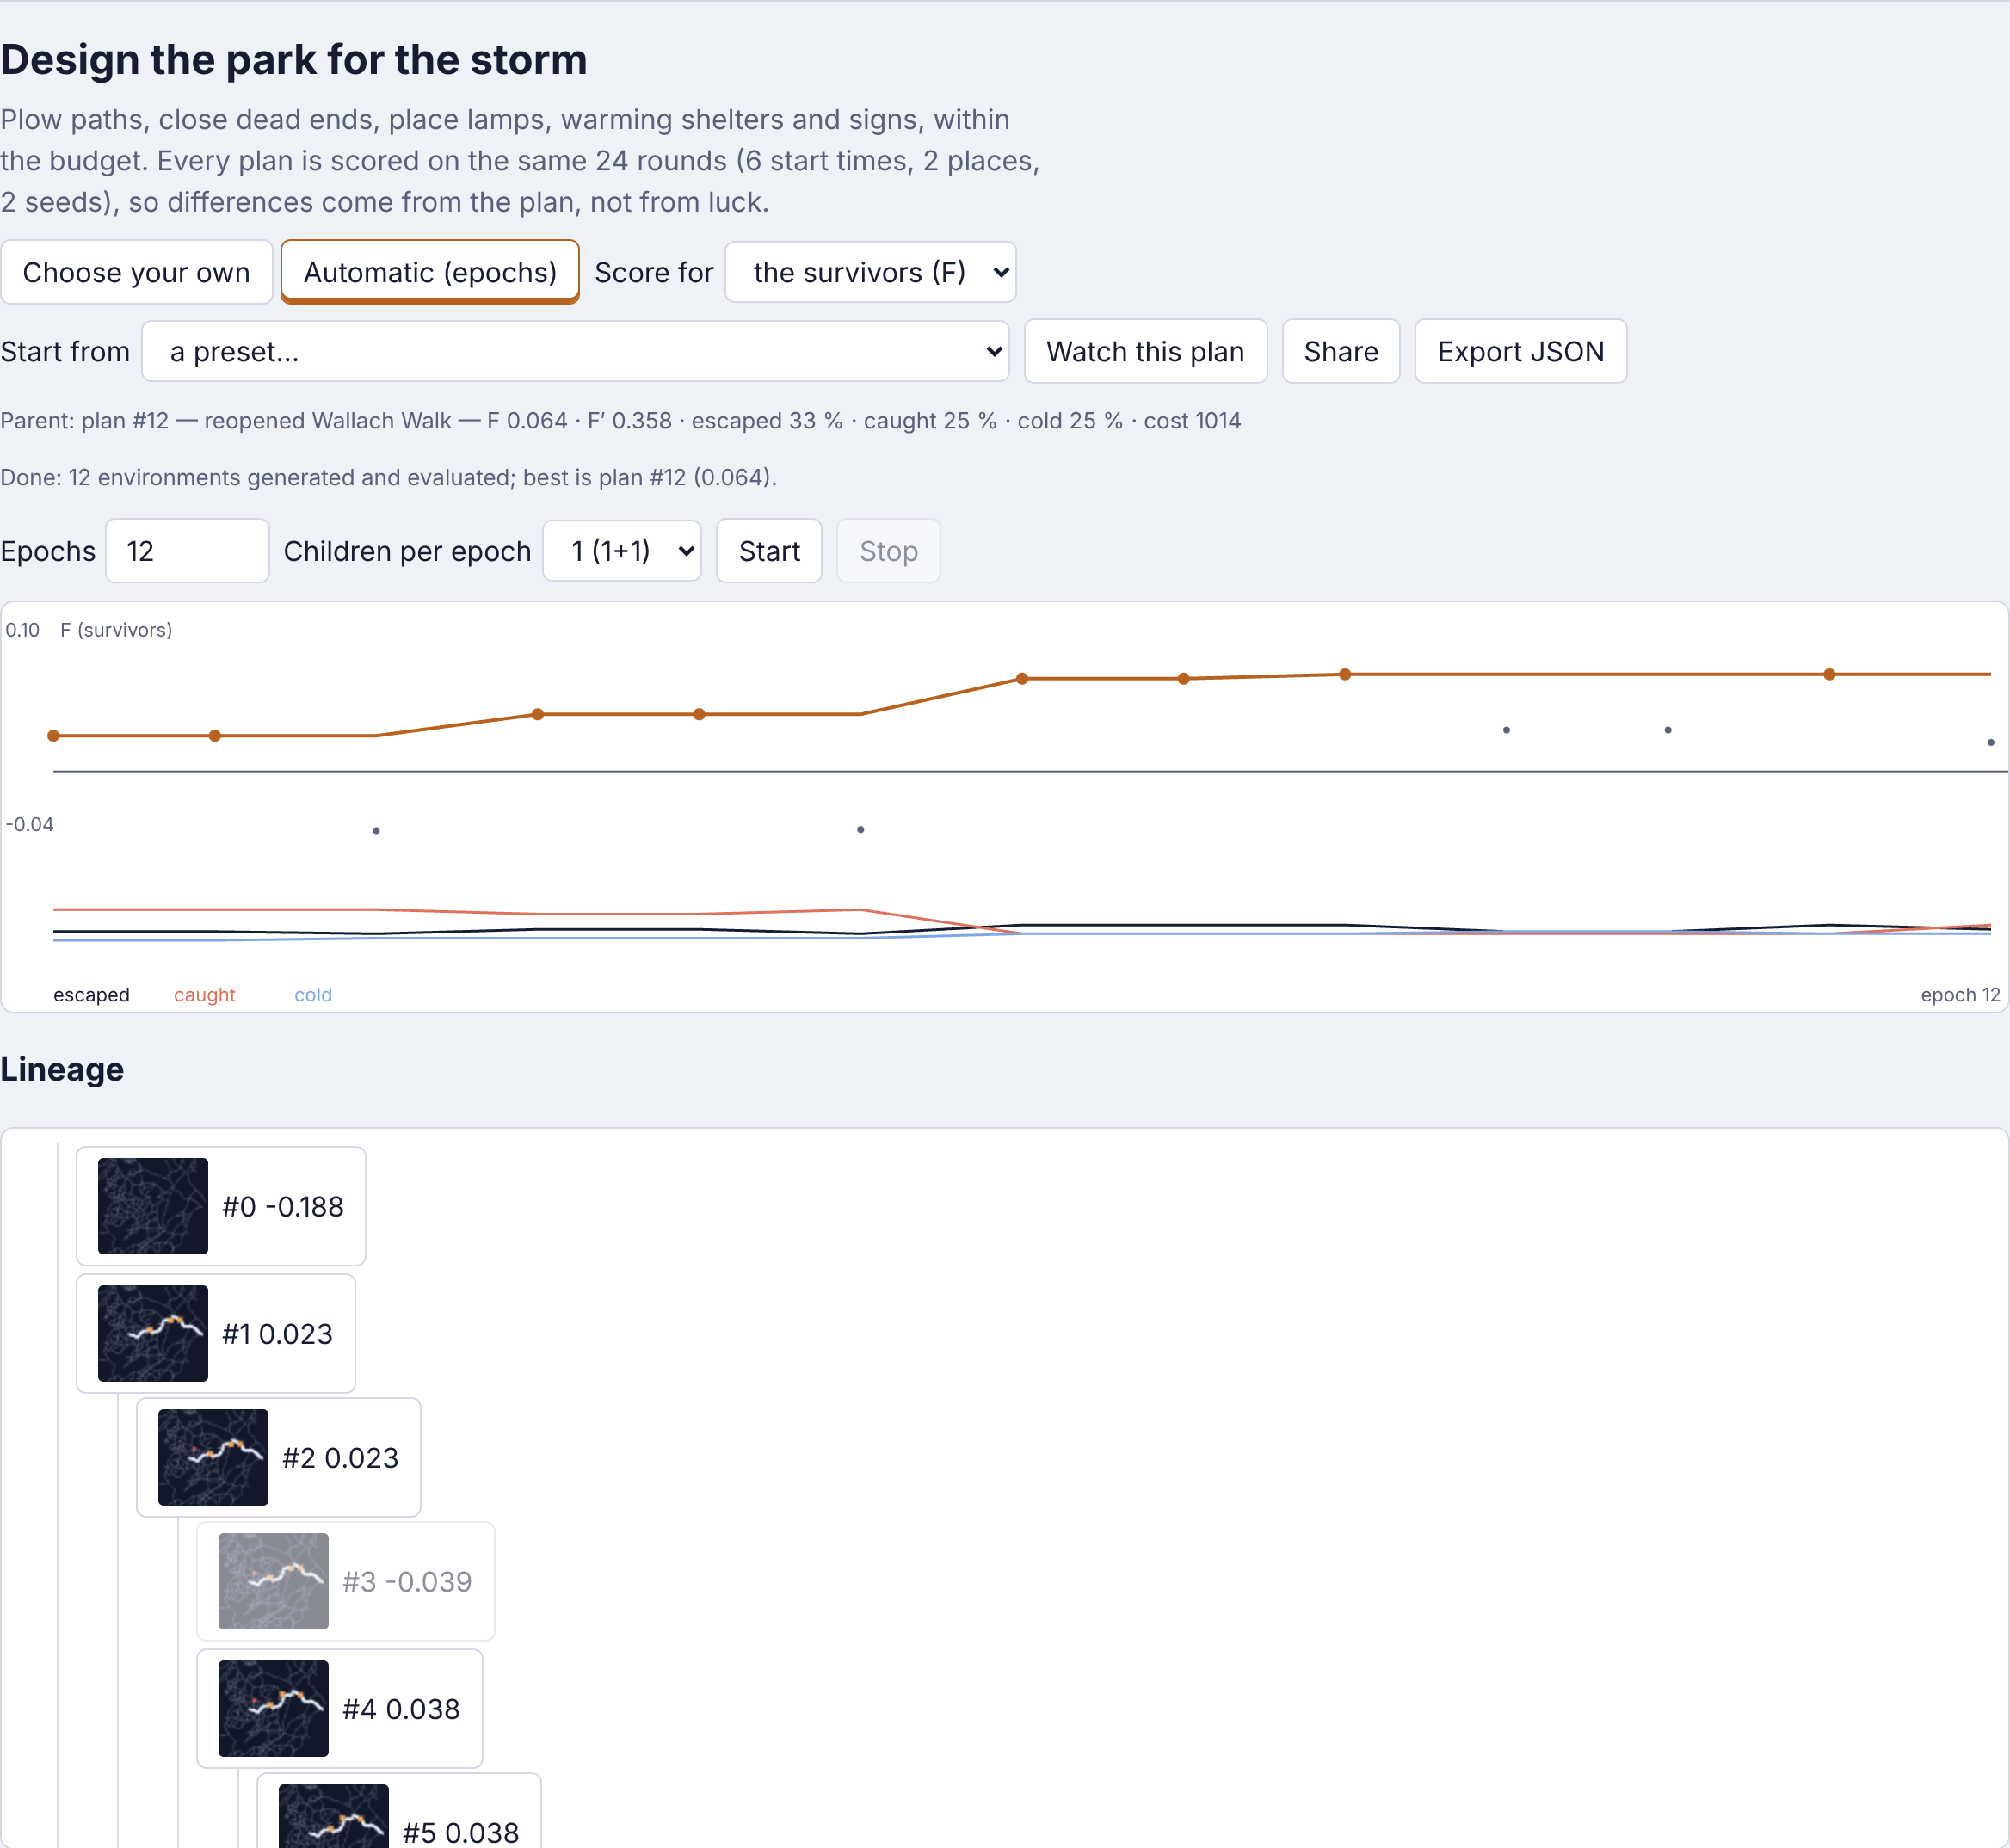 Design the park for the storm
Plow paths, close dead ends, place lamps, warming shelters and signs, within
the budget. Every plan is scored on the same 24 rounds (6 start times, 2 places,
2 seeds), so differences come from the plan, not from luck.
Choose your own Automatic (epochs) Score for the survivors (F)
Start from a preset... Watch this plan Share Export JSON
Parent: plan #12 — reopened Wallach Walk — F 0.064 · F′ 0.358 · escaped 33 % · caught 25 % · cold 25 % · cost 1014
Done: 12 environments generated and evaluated; best is plan #12 (0.064).
Epochs 12 Children per epoch 1 (1+1) Start Stop
0.10 F (survivors)
-0.04
escaped caught cold epoch 12
Lineage
#0 -0.188
#1 0.023
#2 0.023
#3 -0.039
#4 0.038
#5 0.038